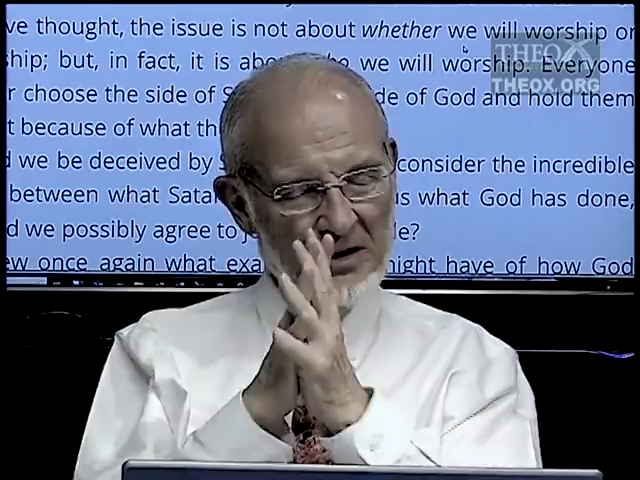 ve thought, the issue is not about whether we will worship or
ship; but, in fact, it is abo we will worship. Everyone
r choose the side of S de of God and hold them
t because of what th
d we be deceived by S consider the incredible
between what Satan us what God has done,
d we possibly agree to j de?
ew once again what exa might have of how God
THEOX
THEOX.ORG